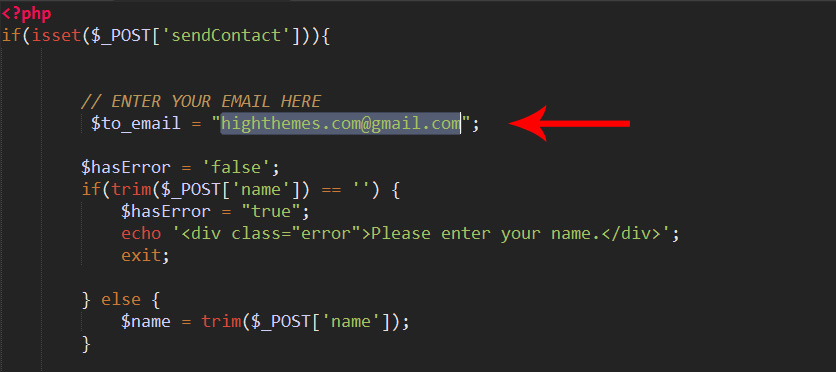 <?php
if(isset($_POST['sendContact'])){
// ENTER YOUR EMAIL HERE
$to_email = "highthemes.com@gmail.com";
$hasError = 'false';
if(trim($_POST['name']) == '') {
$hasError = "true";
echo '<div class="error">Please enter your name.</div>';
exit;
} else {
$name = trim($_POST['name']);
}